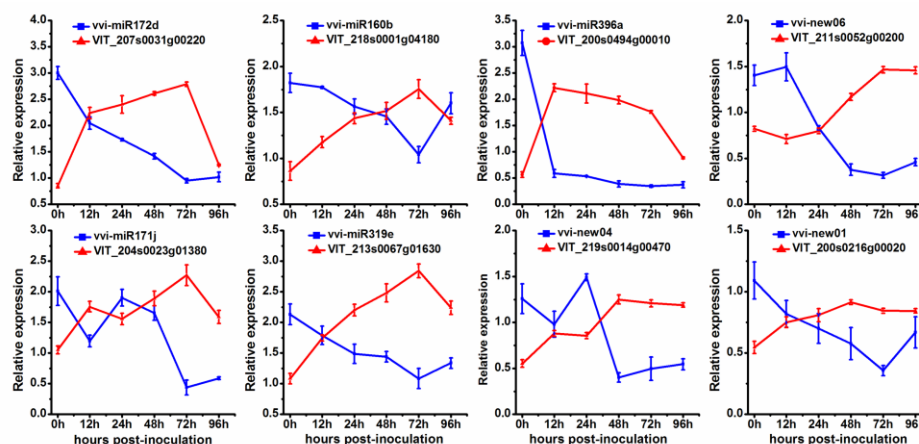 vvi-miR172d
VIT_207s0031g00220
Relative expression
4.0
3.5
3.0
2.5
2.0
1.5
1.0
0.5
0h 12h 24h 48h 72h 96h
vvi-miR160b
VIT_218s0001g04180
Relative expression
2.5
2.0
1.5
1.0
0.5
0h 12h 24h 48h 72h 96h
vvi-miR396a
VIT_200s0494g00010
Relative expression
3.5
3.0
2.5
2.0
1.5
1.0
0.5
0.0
0h 12h 24h 48h 72h 96h
vvi-new06
VIT_211s0052g00200
Relative expression
2.0
1.5
1.0
0.5
0.0
0h 12h 24h 48h 72h 96
vvi-miR171j
VIT_204s0023g01380
Relative expression
3.0
2.5
2.0
1.5
1.0
0.5
0.0
0h 12h 24h 48h 72h 96h
hours post-inoculation
vvi-miR319e
VIT_213s0067g01630
Relative expression
3.5
3.0
2.5
2.0
1.5
1.0
0.5
0h 12h 24h 48h 72h 96h
hours post-inoculation
vvi-new04
VIT_219s0014g00470
Relative expression
2.0
1.5
1.0
0.5
0.0
0h 12h 24h 48h 72h 96h
hours post-inoculation
vvi-new01
VIT_200s0216g00020
Relative expression
1.5
1.0
0.5
0.0
0h 12h 24h 48h 72h 96
hours post-inoculation